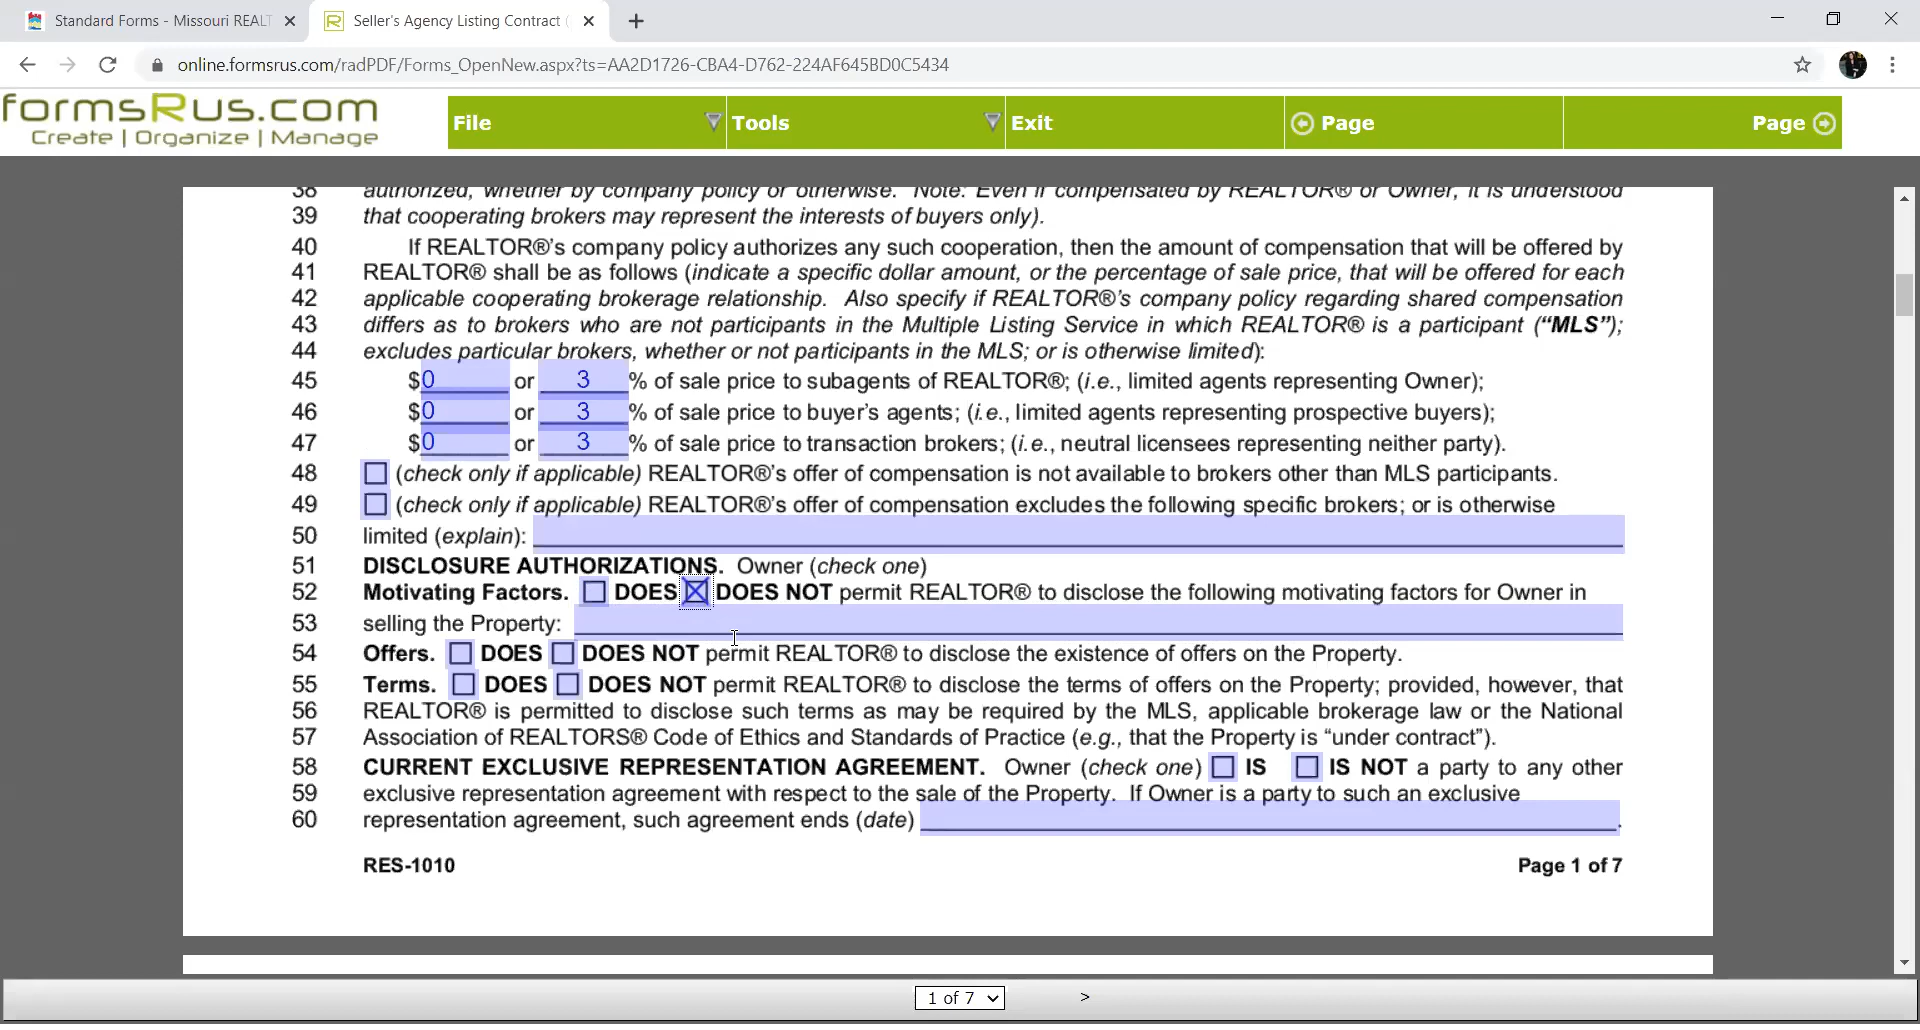 Standard Forms - Missouri REALT
Seller's Agency Listing Contract (
online.formsrus.com/radPDF/Forms_OpenNew.aspx?ts=AA2D1726-CBA4-D762-224AF645BD0C5434
formsRus.com
Create | Organize | Manage
File
Tools
Exit
Page
Page
38 authorized, whether by company policy or otherwise. Note: Even if compensated by REALTOR® or Owner, it is understood
39 that cooperating brokers may represent the interests of buyers only).
40 If REALTOR®'s company policy authorizes any such cooperation, then the amount of compensation that will be offered by
41 REALTOR® shall be as follows (indicate a specific dollar amount, or the percentage of sale price, that will be offered for each
42 applicable cooperating brokerage relationship. Also specify if REALTOR®'s company policy regarding shared compensation
43 differs as to brokers who are not participants in the Multiple Listing Service in which REALTOR® is a participant (“MLS”);
44 excludes particular brokers, whether or not participants in the MLS; or is otherwise limited):
45 $0 or 3 % of sale price to subagents of REALTOR®; (i.e., limited agents representing Owner);
46 $0 or 3 % of sale price to buyer's agents; (i.e., limited agents representing prospective buyers);
47 $0 or 3 % of sale price to transaction brokers; (i.e., neutral licensees representing neither party).
48 (check only if applicable) REALTOR®'s offer of compensation is not available to brokers other than MLS participants.
49 (check only if applicable) REALTOR®'s offer of compensation excludes the following specific brokers; or is otherwise
50 limited (explain):
51 DISCLOSURE AUTHORIZATIONS. Owner (check one)
52 Motivating Factors. DOES DOES NOT permit REALTOR® to disclose the following motivating factors for Owner in
53 selling the Property:
54 Offers. DOES DOES NOT permit REALTOR® to disclose the existence of offers on the Property.
55 Terms. DOES DOES NOT permit REALTOR® to disclose the terms of offers on the Property; provided, however, that
56 REALTOR® is permitted to disclose such terms as may be required by the MLS, applicable brokerage law or the National
57 Association of REALTORS® Code of Ethics and Standards of Practice (e.g., that the Property is “under contract”).
58 CURRENT EXCLUSIVE REPRESENTATION AGREEMENT. Owner (check one) IS IS NOT a party to any other
59 exclusive representation agreement with respect to the sale of the Property. If Owner is a party to such an exclusive
60 representation agreement, such agreement ends (date) .
RES-1010 Page 1 of 7
1 of 7 >